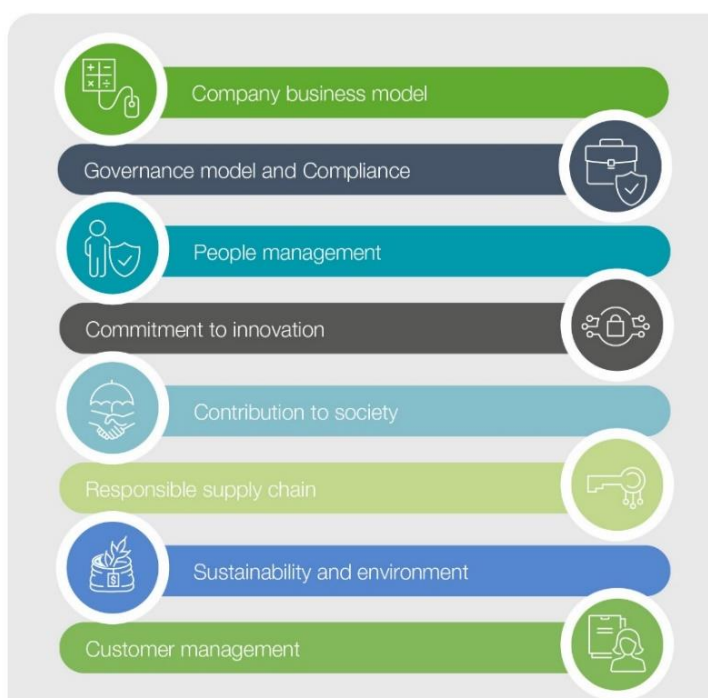 Company business model
Governance model and Compliance
People management
Commitment to innovation
Contribution to society
Responsible supply chain
$
Sustainability and environment
Customer management